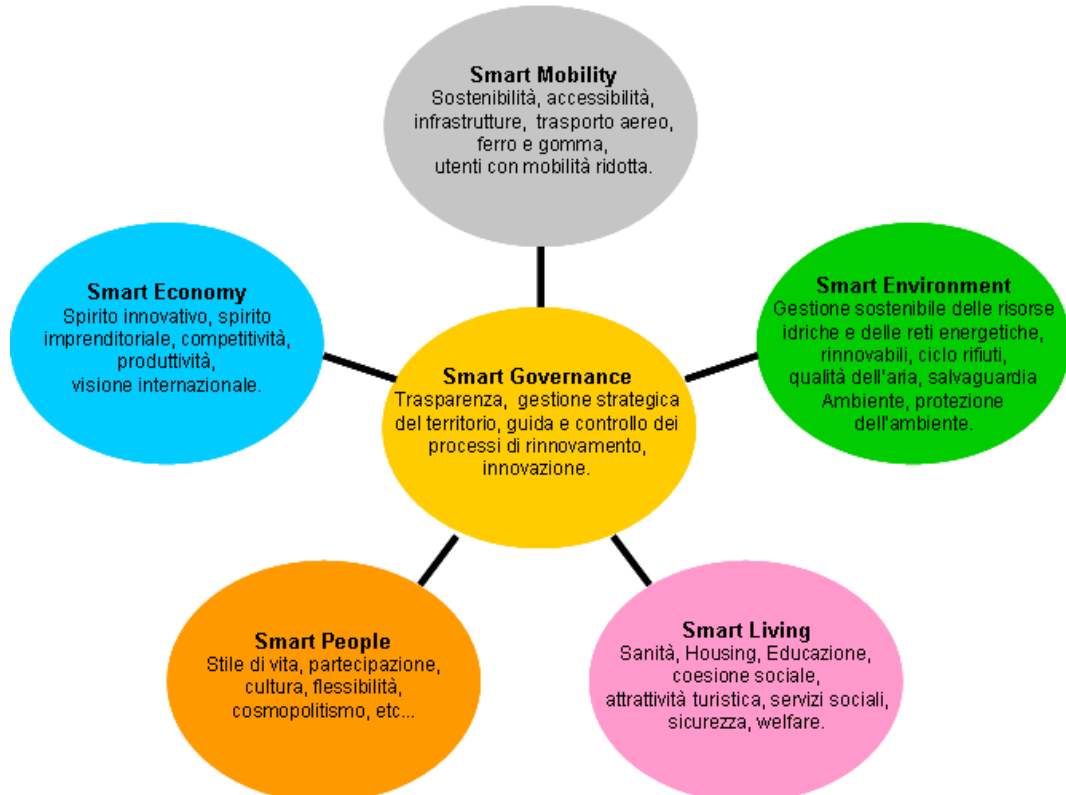 Smart Mobility
Sostenibilità, accessibilità,
infrastrutture, trasporto aereo,
ferro e gomma,
utenti con mobilità ridotta.
Smart Economy
Spirito innovativo, spirito
imprenditoriale, competitività,
produttività,
visione internazionale.
Smart Environment
Gestione sostenibile delle risorse
idriche e delle reti energetiche,
rinnovabili, ciclo rifiuti,
qualità dell'aria, salvaguardia
Ambiente, protezione
dell'ambiente.
Smart Governance
Trasparenza, gestione strategica
del territorio, guida e controllo dei
processi di rinnovamento,
innovazione.
Smart People
Stile di vita, partecipazione,
cultura, flessibilità,
cosmopolitismo, etc...
Smart Living
Sanità, Housing, Educazione,
coesione sociale,
attrattività turistica, servizi sociali,
sicurezza, welfare.